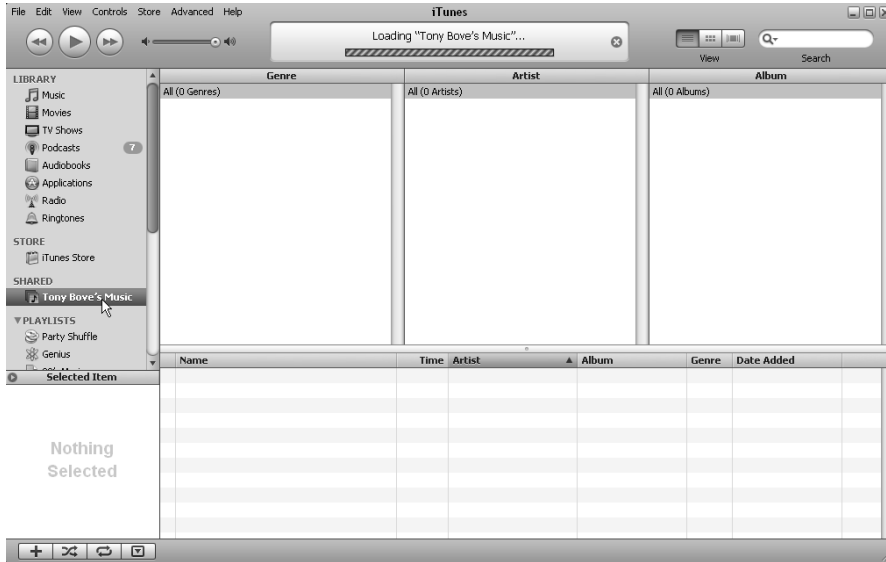 File Edit View Controls Store Advanced Help
iTunes
Loading "Tony Bove's Music"...
View
Search
LIBRARY
Music
Movies
TV Shows
Podcasts 7
Audiobooks
Applications
Radio
Ringtones
STORE
iTunes Store
SHARED
Tony Bove's Music
PLAYLISTS
Party Shuffle
Genius
Selected Item
Nothing
Selected
Genre Artist Album
All (0 Genres) All (0 Artists) All (0 Albums)
Name Time Artist Album Genre Date Added